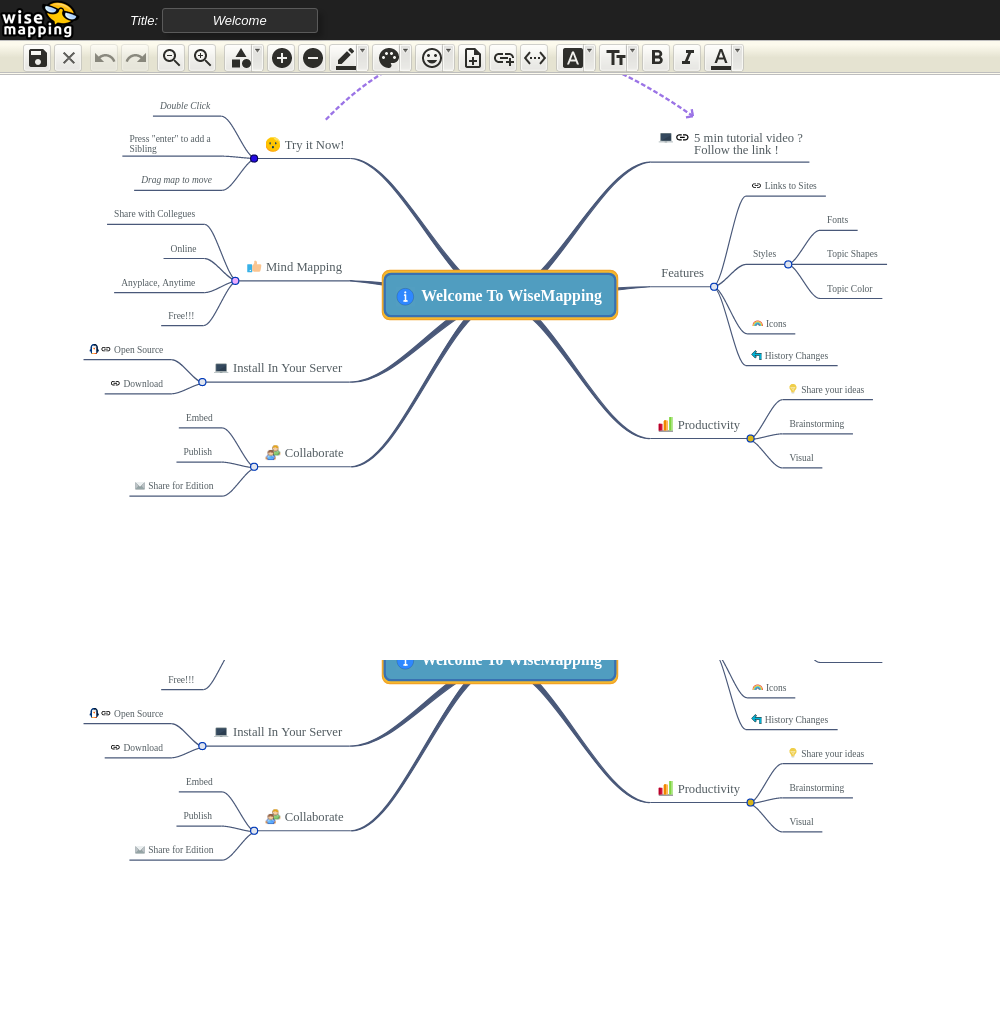 wise
mapping
Title: Welcome
A
Tт
B
I
A
Double Click
Press "enter" to add a
Sibling
Drag map to move
Try it Now!
Share with Collegues
Online
Anyplace, Anytime
Free!!!
Mind Mapping
Open Source
Download
Install In Your Server
Embed
Publish
Share for Edition
Collaborate
Welcome To WiseMapping
5 min tutorial video ?
Follow the link !
Features
Links to Sites
Styles
Fonts
Topic Shapes
Topic Color
Icons
History Changes
Productivity
Share your ideas
Brainstorming
Visual
Welcome To WiseMapping
Free!!!
Open Source
Download
Install In Your Server
Embed
Publish
Share for Edition
Collaborate
Icons
History Changes
Productivity
Share your ideas
Brainstorming
Visual